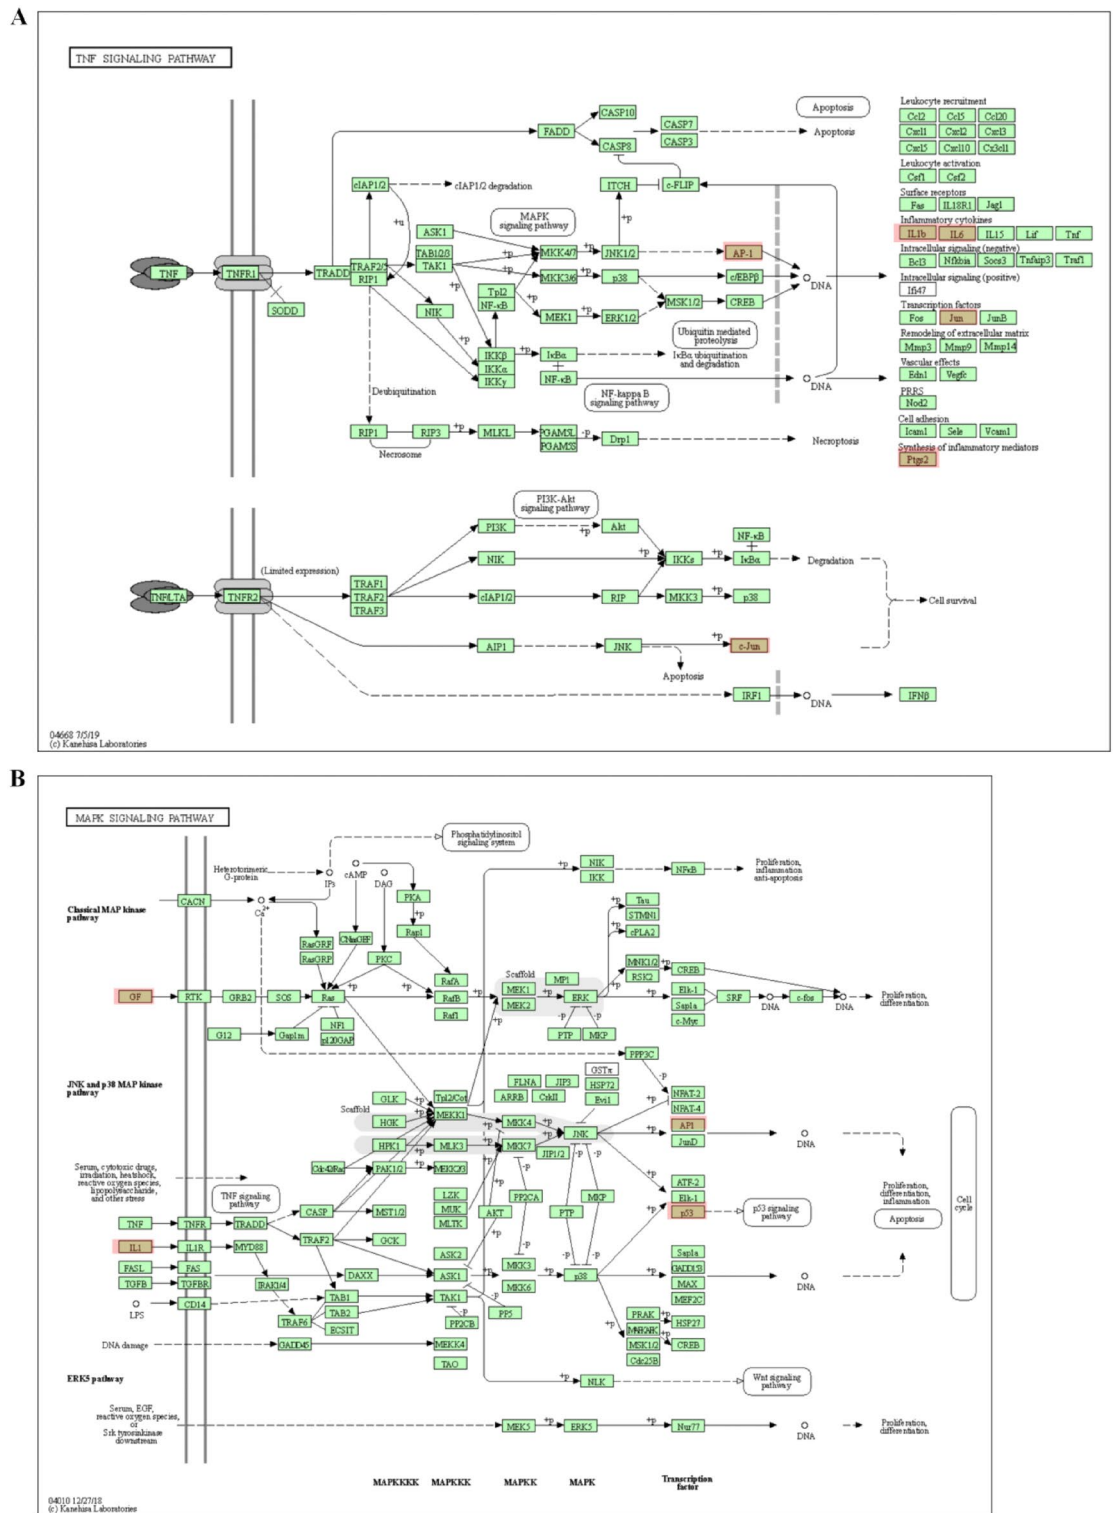 A
TNF SIGNALING PATHWAY
Apoptosis
Leukocyte recruitment
Ccl2 Ccl5 Ccl20
Cxcl1 Cxcl2 Cxcl3
Cxcl5 Cxcl10 Cx3cl1
Leukocyte activation
Csf1 Csf2
Surface receptors
Fas IL18R1 Jag1
Inflammatory cytokines
IL1b IL6 IL15 Lif Tnf
Intracellular signaling (negative)
Bcl3 Nfkbia Socs3 Tnfaip3 Traf1
Intracellular signaling (positive)
Ifi47
Transcription factors
Fos Jun JunB
Remodeling of extracellular matrix
Mmp3 Mmp9 Mmp14
Vascular effects
Edn1 Vegfc
PRRS
Nod2
Cell adhesion
Icam1 Sele Vcam1
Synthesis of inflammatory mediators
Ptgs2
CASP10
FADD
CASP8
CASP7
CASP3
Apoptosis
cIAP1/2
cIAP1/2 degradation
ITCH
c-FLIP
+u
+p
MAPK
signaling pathway
ASK1
TAB1/2/3
TAK1
MKK4/7
+p
JNK1/2
AP-1
TNF
TNFR1
TRADD
TRAF2/5
RIP1
SODD
MKK3/6
+p
p38
c/EBPβ
DNA
Tpl2
NF-κB
NIK
MSK1/2
CREB
MEK1
+p
ERK1/2
+p
+p
Ubiquitin mediated
proteolysis
IKKβ
IKKα
IKKγ
+p
IκBα
IκBα ubiquitination
and degradation
NF-κB
DNA
NF-kappa B
signaling pathway
Deubiquitination
RIP1
RIP3
+p
MLKL
PGAM5L
PGAM5S
-p
Drp1
Necroptosis
Necrosome
PI3K-Akt
signaling pathway
PI3K
+p
Akt
NF-κB
NIK
+p
IKKs
+p
IκBα
Degradation
(Limited expression)
TNFR2
TRAF1
TRAF2
TRAF3
cIAP1/2
RIP
+p
MKK3
+p
p38
Cell survival
AIP1
JNK
+p
c-Jun
Apoptosis
IRF1
DNA
IFNβ
04668 7/5/19
(c) Kanehisa Laboratories
B
MAPK SIGNALING PATHWAY
Phosphatidylinositol
signaling system
Heterotrimeric
G-protein
IP3
cAMP
DAG
+p
NIK
IKK
NFκB
Proliferation,
inflammation
anti-apoptosis
Classical MAP kinase
pathway
CACN
Ca2+
PKA
+p
Rap1
RasGRF
RasGRP
CNasGEF
PKC
Tau
STMN1
cPLA2
+p
MNK1/2
RSK2
+p
CREB
Scaffold
MP1
RafA
RafB
Raf1
MEK1
MEK2
+p
ERK
GF
RTK
GRB2
SOS
Ras
+p
+p
+p
Elk-1
Sap1a
c-Myc
SRF
DNA
c-fos
DNA
Proliferation,
differentiation
G12
Gap1m
NF1
p120GAP
PTP
MKP
PPP3C
JNK and p38 MAP kinase
pathway
GSTπ
HSP72
Evi1
-p
FLNA
JIP3
ARRB
CrkII
NFAT-2
NFAT-4
AP1
JunD
GLK
HGK
HPK1
Scaffold
Tpl2/Cot
MEKK1
MLK3
+p
MKK4
MKK7
+p
JNK
JIP1/2
+p
DNA
Cdc42/Rac
PAK1/2
MEKK2/3
Serum, cytotoxic drugs,
irradiation, heatshock,
reactive oxygen species,
lipopolysaccharide,
and other stress
TNF signaling
pathway
LZK
MUK
MLTK
AKT
PP2CA
PTP
MKP
ATF-2
Elk-1
p53
p53 signaling
pathway
Proliferation,
differentiation,
inflammation
Apoptosis
Cell
cycle
TNF
TNFR
TRADD
CASP
MST1/2
IL1
IL1R
MYD88
TRAF2
GCK
FASL
FAS
DAXX
ASK2
ASK1
+p
MKK3
MKK6
+p
p38
Sap1a
GADD153
MAX
MEF2C
DNA
TGFB
TGFBR
IRAK1/4
LPS
CD14
TAB1
TAB2
TAK1
PP5
PP2CB
TRAF6
ECSIT
PRAK
MAPKAPK
MSK1/2
Cdc25B
+p
HSP27
CREB
DNA damage
GADD45
MEKK4
TAO
ERK5 pathway
NLK
Wnt signaling
pathway
Serum, EGF,
reactive oxygen species,
or
Srk tyrosinkinase
downstream
MEK5
+p
ERK5
+p
Nur77
DNA
Proliferation,
differentiation
MAPKKKK MAPKKK MAPKK MAPK Transcription
factor
04010 12/27/18
(c) Kanehisa Laboratories